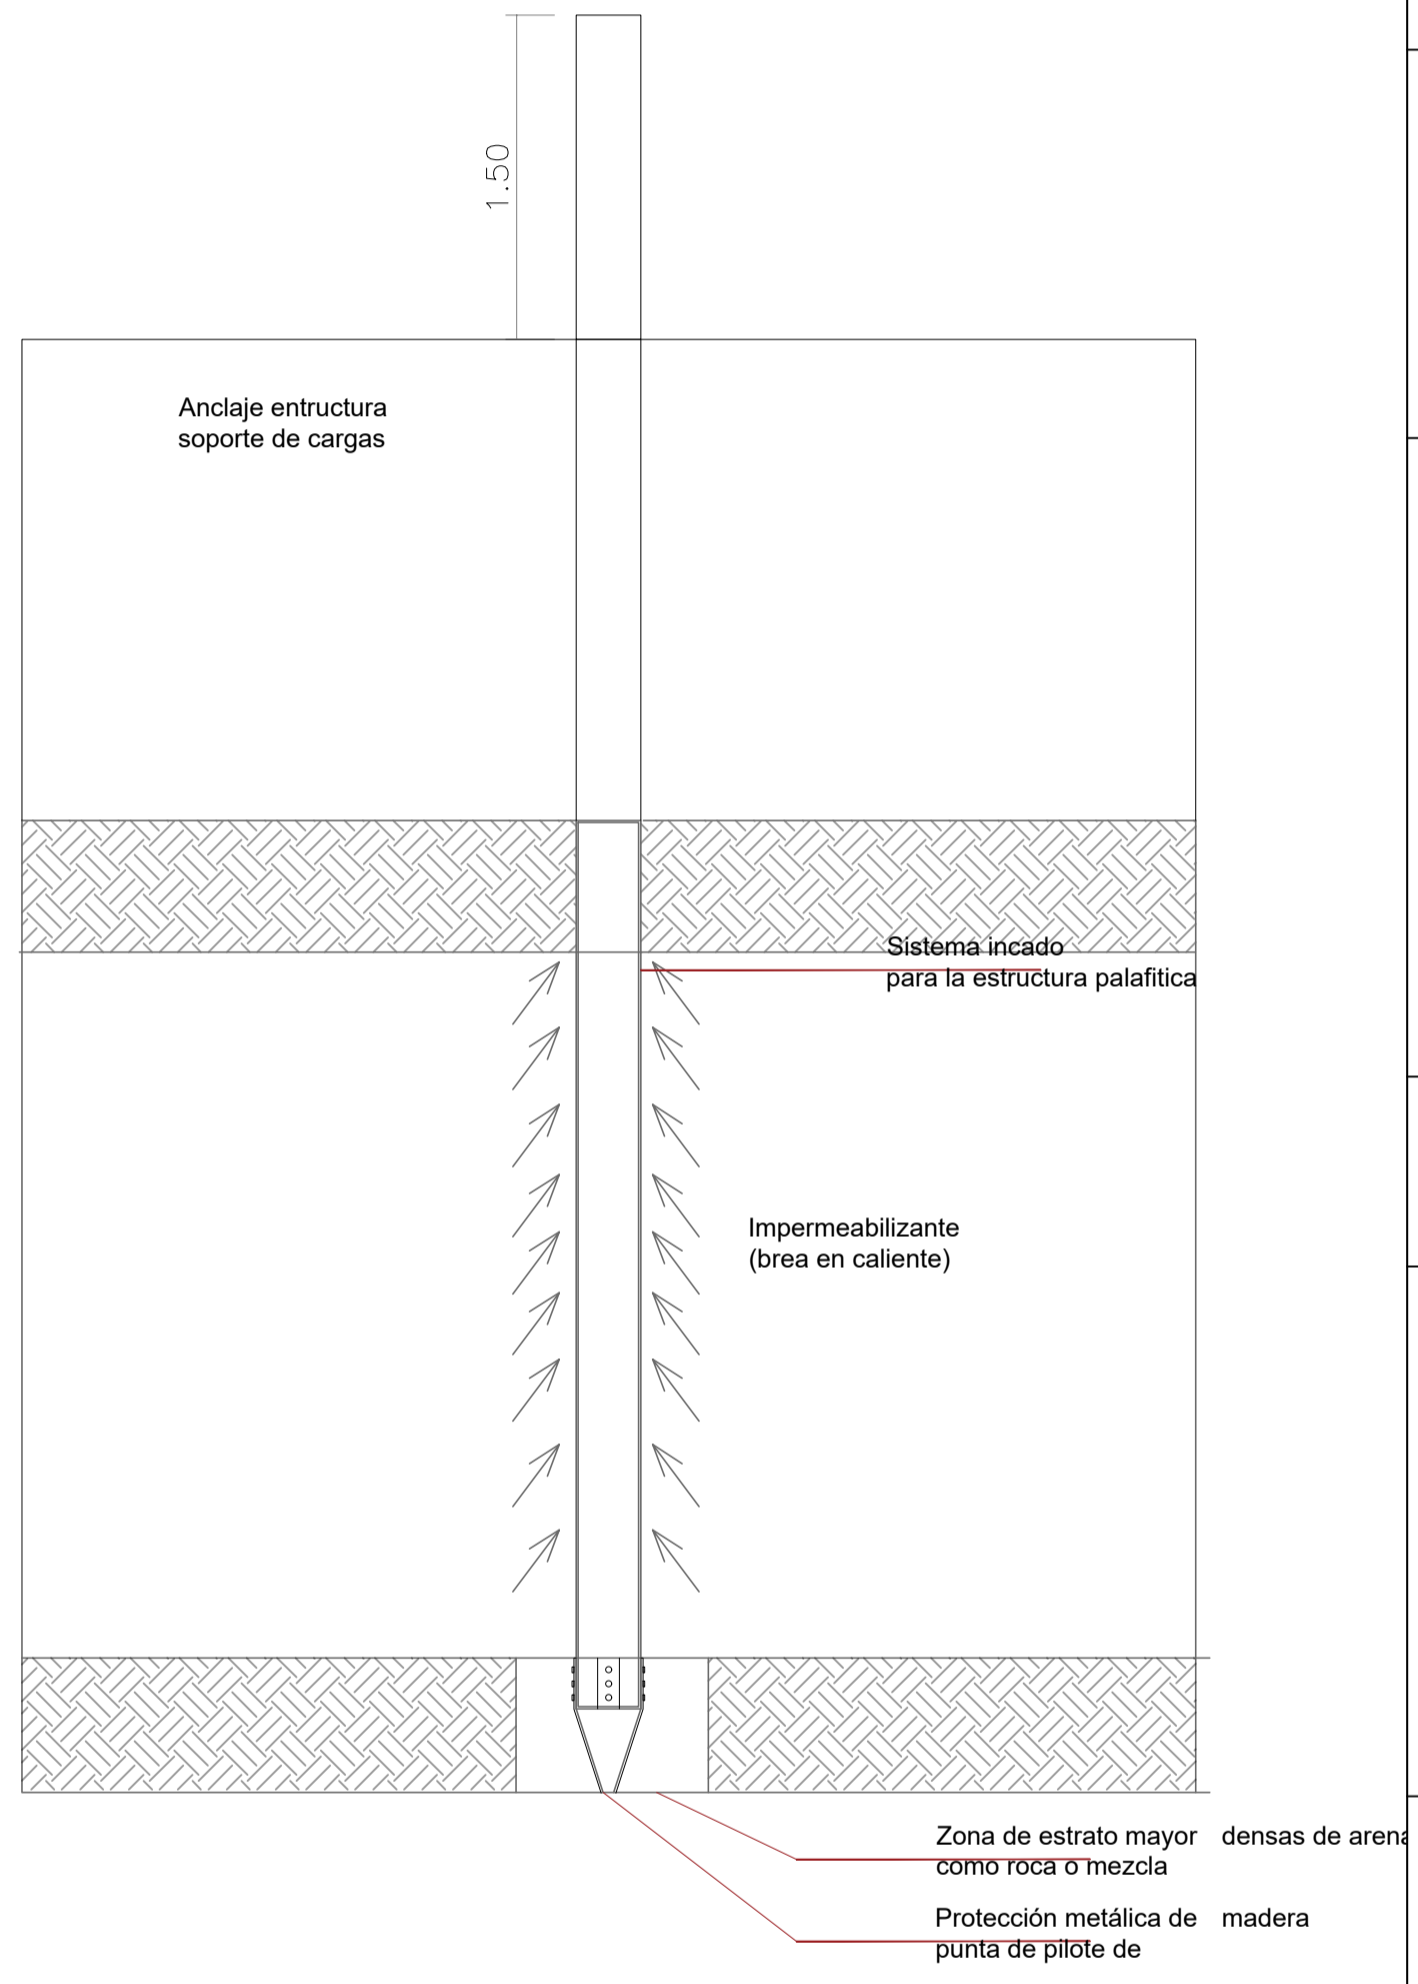 1.50
Anclaje entructura
soporte de cargas
Sistema incado
para la estructura palafitica
Impermeabilizante
(brea en caliente)
Zona de estrato mayor densas de arena
como roca o mezcla
Protección metálica de madera
punta de pilote de